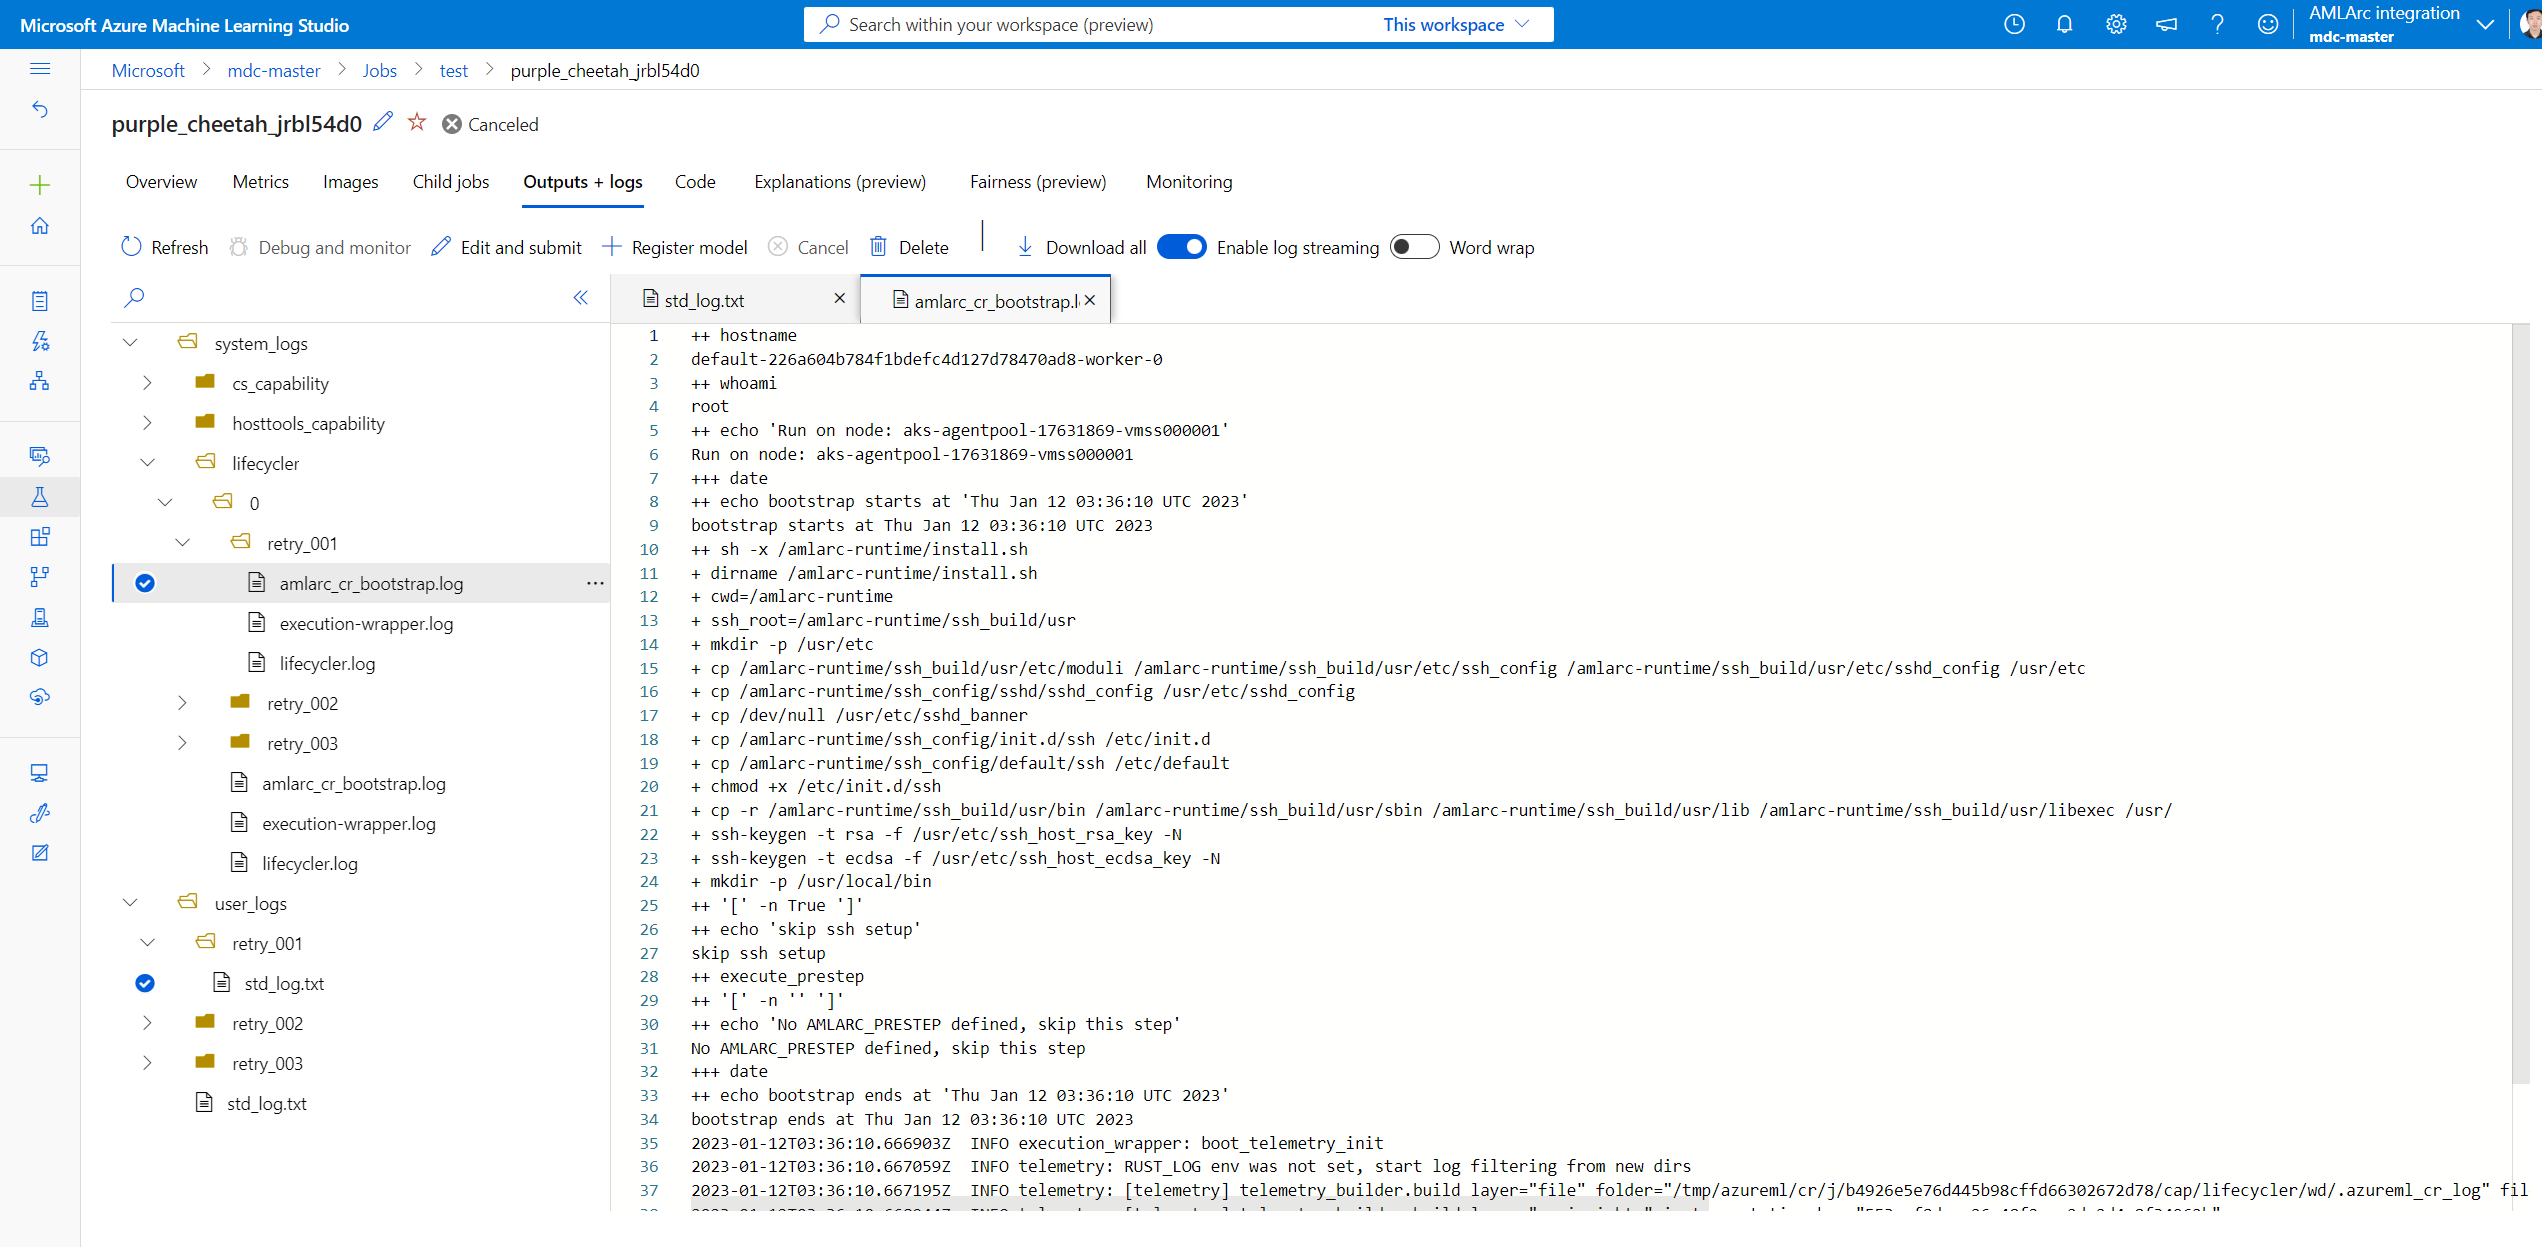 Microsoft Azure Machine Learning Studio
Search within your workspace (preview)
This workspace
AMLArc integration
mdc-master
Microsoft > mdc-master > Jobs > test > purple_cheetah_jrbl54d0
purple_cheetah_jrbl54d0 Canceled
Overview Metrics Images Child jobs Outputs + logs Code Explanations (preview) Fairness (preview) Monitoring
Refresh Debug and monitor Edit and submit Register model Cancel Delete Download all Enable log streaming Word wrap
system_logs
cs_capability
hosttools_capability
lifecycler
0
retry_001
amlarc_cr_bootstrap.log
execution-wrapper.log
lifecycler.log
retry_002
retry_003
amlarc_cr_bootstrap.log
execution-wrapper.log
lifecycler.log
user_logs
retry_001
std_log.txt
retry_002
retry_003
std_log.txt
std_log.txt amlarc_cr_bootstrap.l
1 ++ hostname
2 default-226a604b784f1bdefc4d127d78470ad8-worker-0
3 ++ whoami
4 root
5 ++ echo 'Run on node: aks-agentpool-17631869-vmss000001'
6 Run on node: aks-agentpool-17631869-vmss000001
7 +++ date
8 ++ echo bootstrap starts at 'Thu Jan 12 03:36:10 UTC 2023'
9 bootstrap starts at Thu Jan 12 03:36:10 UTC 2023
10 ++ sh -x /amlarc-runtime/install.sh
11 + dirname /amlarc-runtime/install.sh
12 + cwd=/amlarc-runtime
13 + ssh_root=/amlarc-runtime/ssh_build/usr
14 + mkdir -p /usr/etc
15 + cp /amlarc-runtime/ssh_build/usr/etc/moduli /amlarc-runtime/ssh_build/usr/etc/ssh_config /amlarc-runtime/ssh_build/usr/etc/sshd_config /usr/etc
16 + cp /amlarc-runtime/ssh_config/sshd/sshd_config /usr/etc/sshd_config
17 + cp /dev/null /usr/etc/sshd_banner
18 + cp /amlarc-runtime/ssh_config/init.d/ssh /etc/init.d
19 + cp /amlarc-runtime/ssh_config/default/ssh /etc/default
20 + chmod +x /etc/init.d/ssh
21 + cp -r /amlarc-runtime/ssh_build/usr/bin /amlarc-runtime/ssh_build/usr/sbin /amlarc-runtime/ssh_build/usr/lib /amlarc-runtime/ssh_build/usr/libexec /usr/
22 + ssh-keygen -t rsa -f /usr/etc/ssh_host_rsa_key -N
23 + ssh-keygen -t ecdsa -f /usr/etc/ssh_host_ecdsa_key -N
24 + mkdir -p /usr/local/bin
25 ++ '[' -n True ']'
26 ++ echo 'skip ssh setup'
27 skip ssh setup
28 ++ execute_prestep
29 ++ '[' -n '' ']'
30 ++ echo 'No AMLARC_PRESTEP defined, skip this step'
31 No AMLARC_PRESTEP defined, skip this step
32 +++ date
33 ++ echo bootstrap ends at 'Thu Jan 12 03:36:10 UTC 2023'
34 bootstrap ends at Thu Jan 12 03:36:10 UTC 2023
35 2023-01-12T03:36:10.666903Z INFO execution_wrapper: boot_telemetry_init
36 2023-01-12T03:36:10.667059Z INFO telemetry: RUST_LOG env was not set, start log filtering from new dirs
37 2023-01-12T03:36:10.667195Z INFO telemetry: [telemetry] telemetry_builder.build layer="file" folder="/tmp/azureml/cr/j/b4926e5e76d445b98cffd66302672d78/cap/lifecycler/wd/.azureml_cr_log" fil